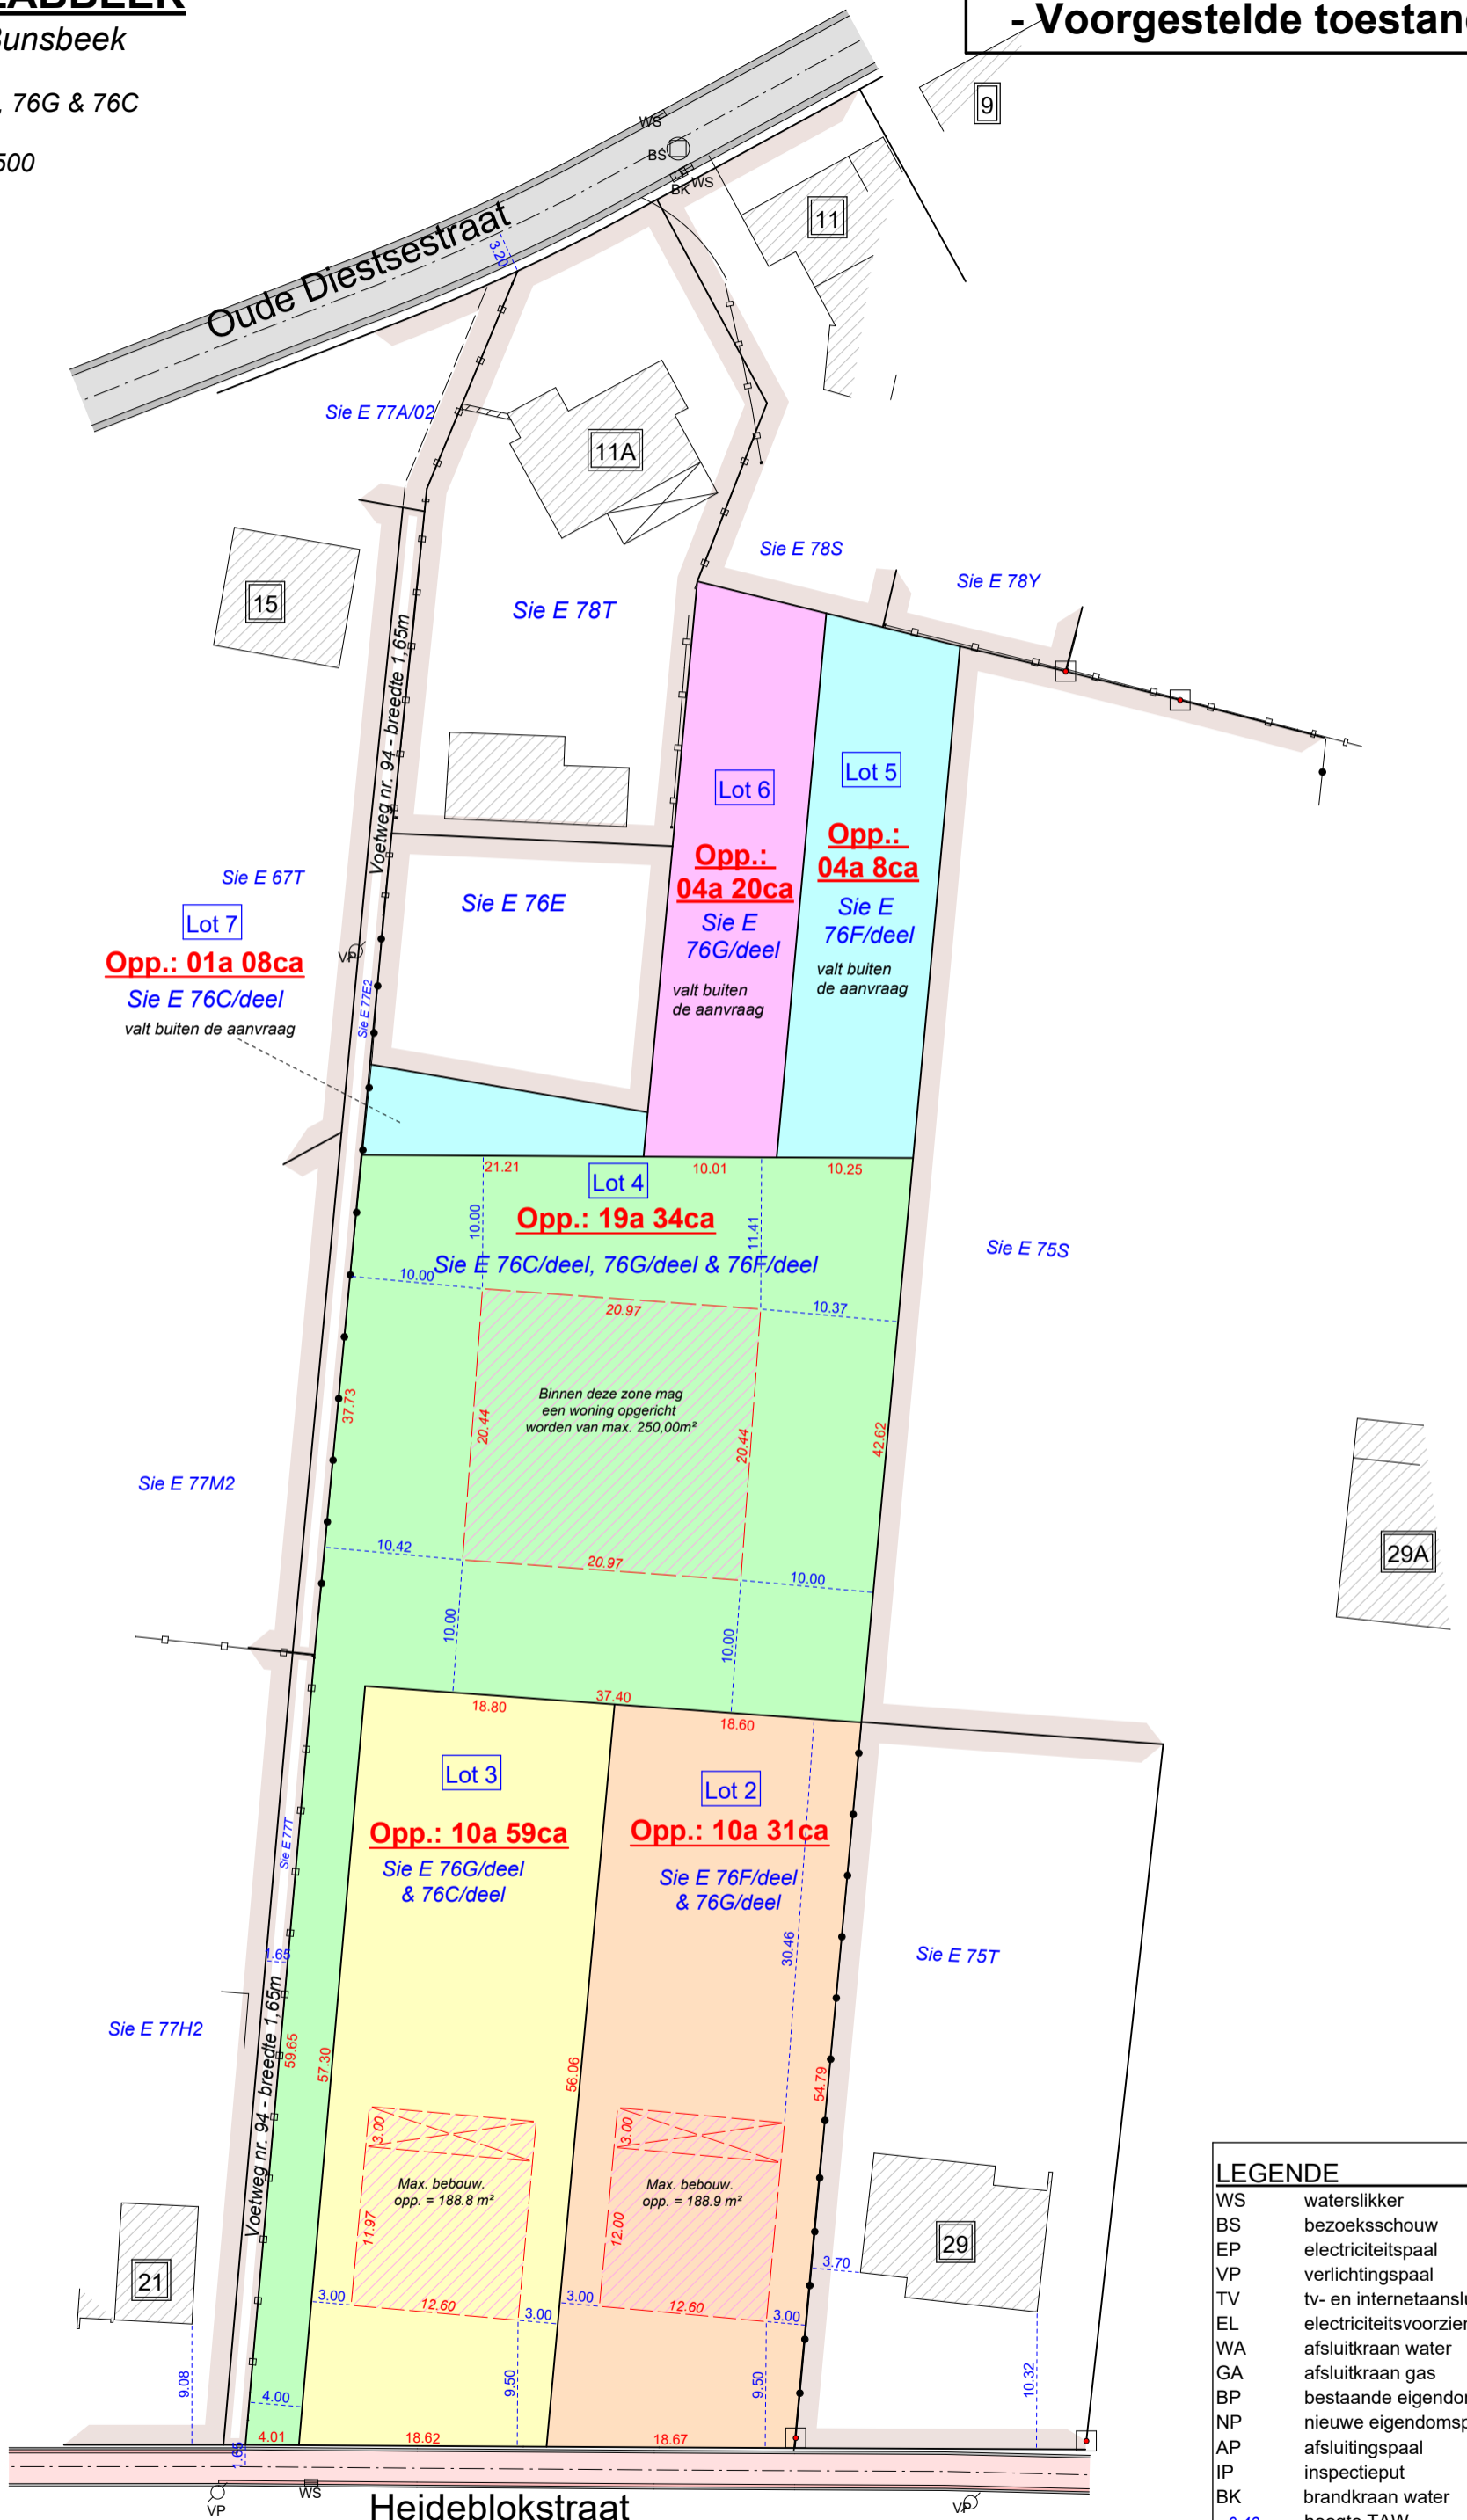 Bunsbeek
, 76G & 76C
500
- Voorgestelde toestand
9
WS
BS
BK
WS
11
Oude Diestsestraat
3.20
Sie E 77A/02
11A
Sie E 78S
Sie E 78Y
15
Sie E 78T
Voetweg nr. 94 - breedte 1,65m
Lot 6
Opp.:
04a 20ca
Sie E
76G/deel
valt buiten
de aanvraag
Lot 5
Opp.:
04a 8ca
Sie E
76F/deel
valt buiten
de aanvraag
Sie E 67T
Sie E 76E
Lot 7
Opp.: 01a 08ca
Sie E 76C/deel
valt buiten de aanvraag
VP
Sie E 77E2
21.21
10.01
10.25
Lot 4
Opp.: 19a 34ca
Sie E 76C/deel, 76G/deel & 76F/deel
10.00
11.41
10.00
10.37
20.97
Sie E 75S
Binnen deze zone mag
een woning opgericht
worden van max. 250,00m²
37.73
20.44
20.44
42.62
Sie E 77M2
10.42
20.97
10.00
10.00
10.00
29A
18.80
37.40
18.60
Lot 3
Opp.: 10a 59ca
Sie E 76G/deel
& 76C/deel
Lot 2
Opp.: 10a 31ca
Sie E 76F/deel
& 76G/deel
Sie E 77T
30.46
1.65
Sie E 75T
Sie E 77H2
Voetweg nr. 94 - breedte 1,65m
59.65
57.30
56.06
54.79
3.00
3.00
Max. bebouw.
opp. = 188.8 m²
Max. bebouw.
opp. = 188.9 m²
11.97
12.00
21
29
3.70
3.00
12.60
3.00
3.00
12.60
3.00
9.08
4.00
9.50
9.50
10.32
4.01
18.62
18.67
1.65
VP
WS
Heideblokstraat
VP
LEGENDE
WS waterslikker
BS bezoeksschouw
EP electriciteitspaal
VP verlichtingspaal
TV tv- en internetaanslu
EL electriciteitsvoorzien
WA afsluitkraan water
GA afsluitkraan gas
BP bestaande eigendom
NP nieuwe eigendomsp
AP afsluitingspaal
IP inspectieput
BK brandkraan water